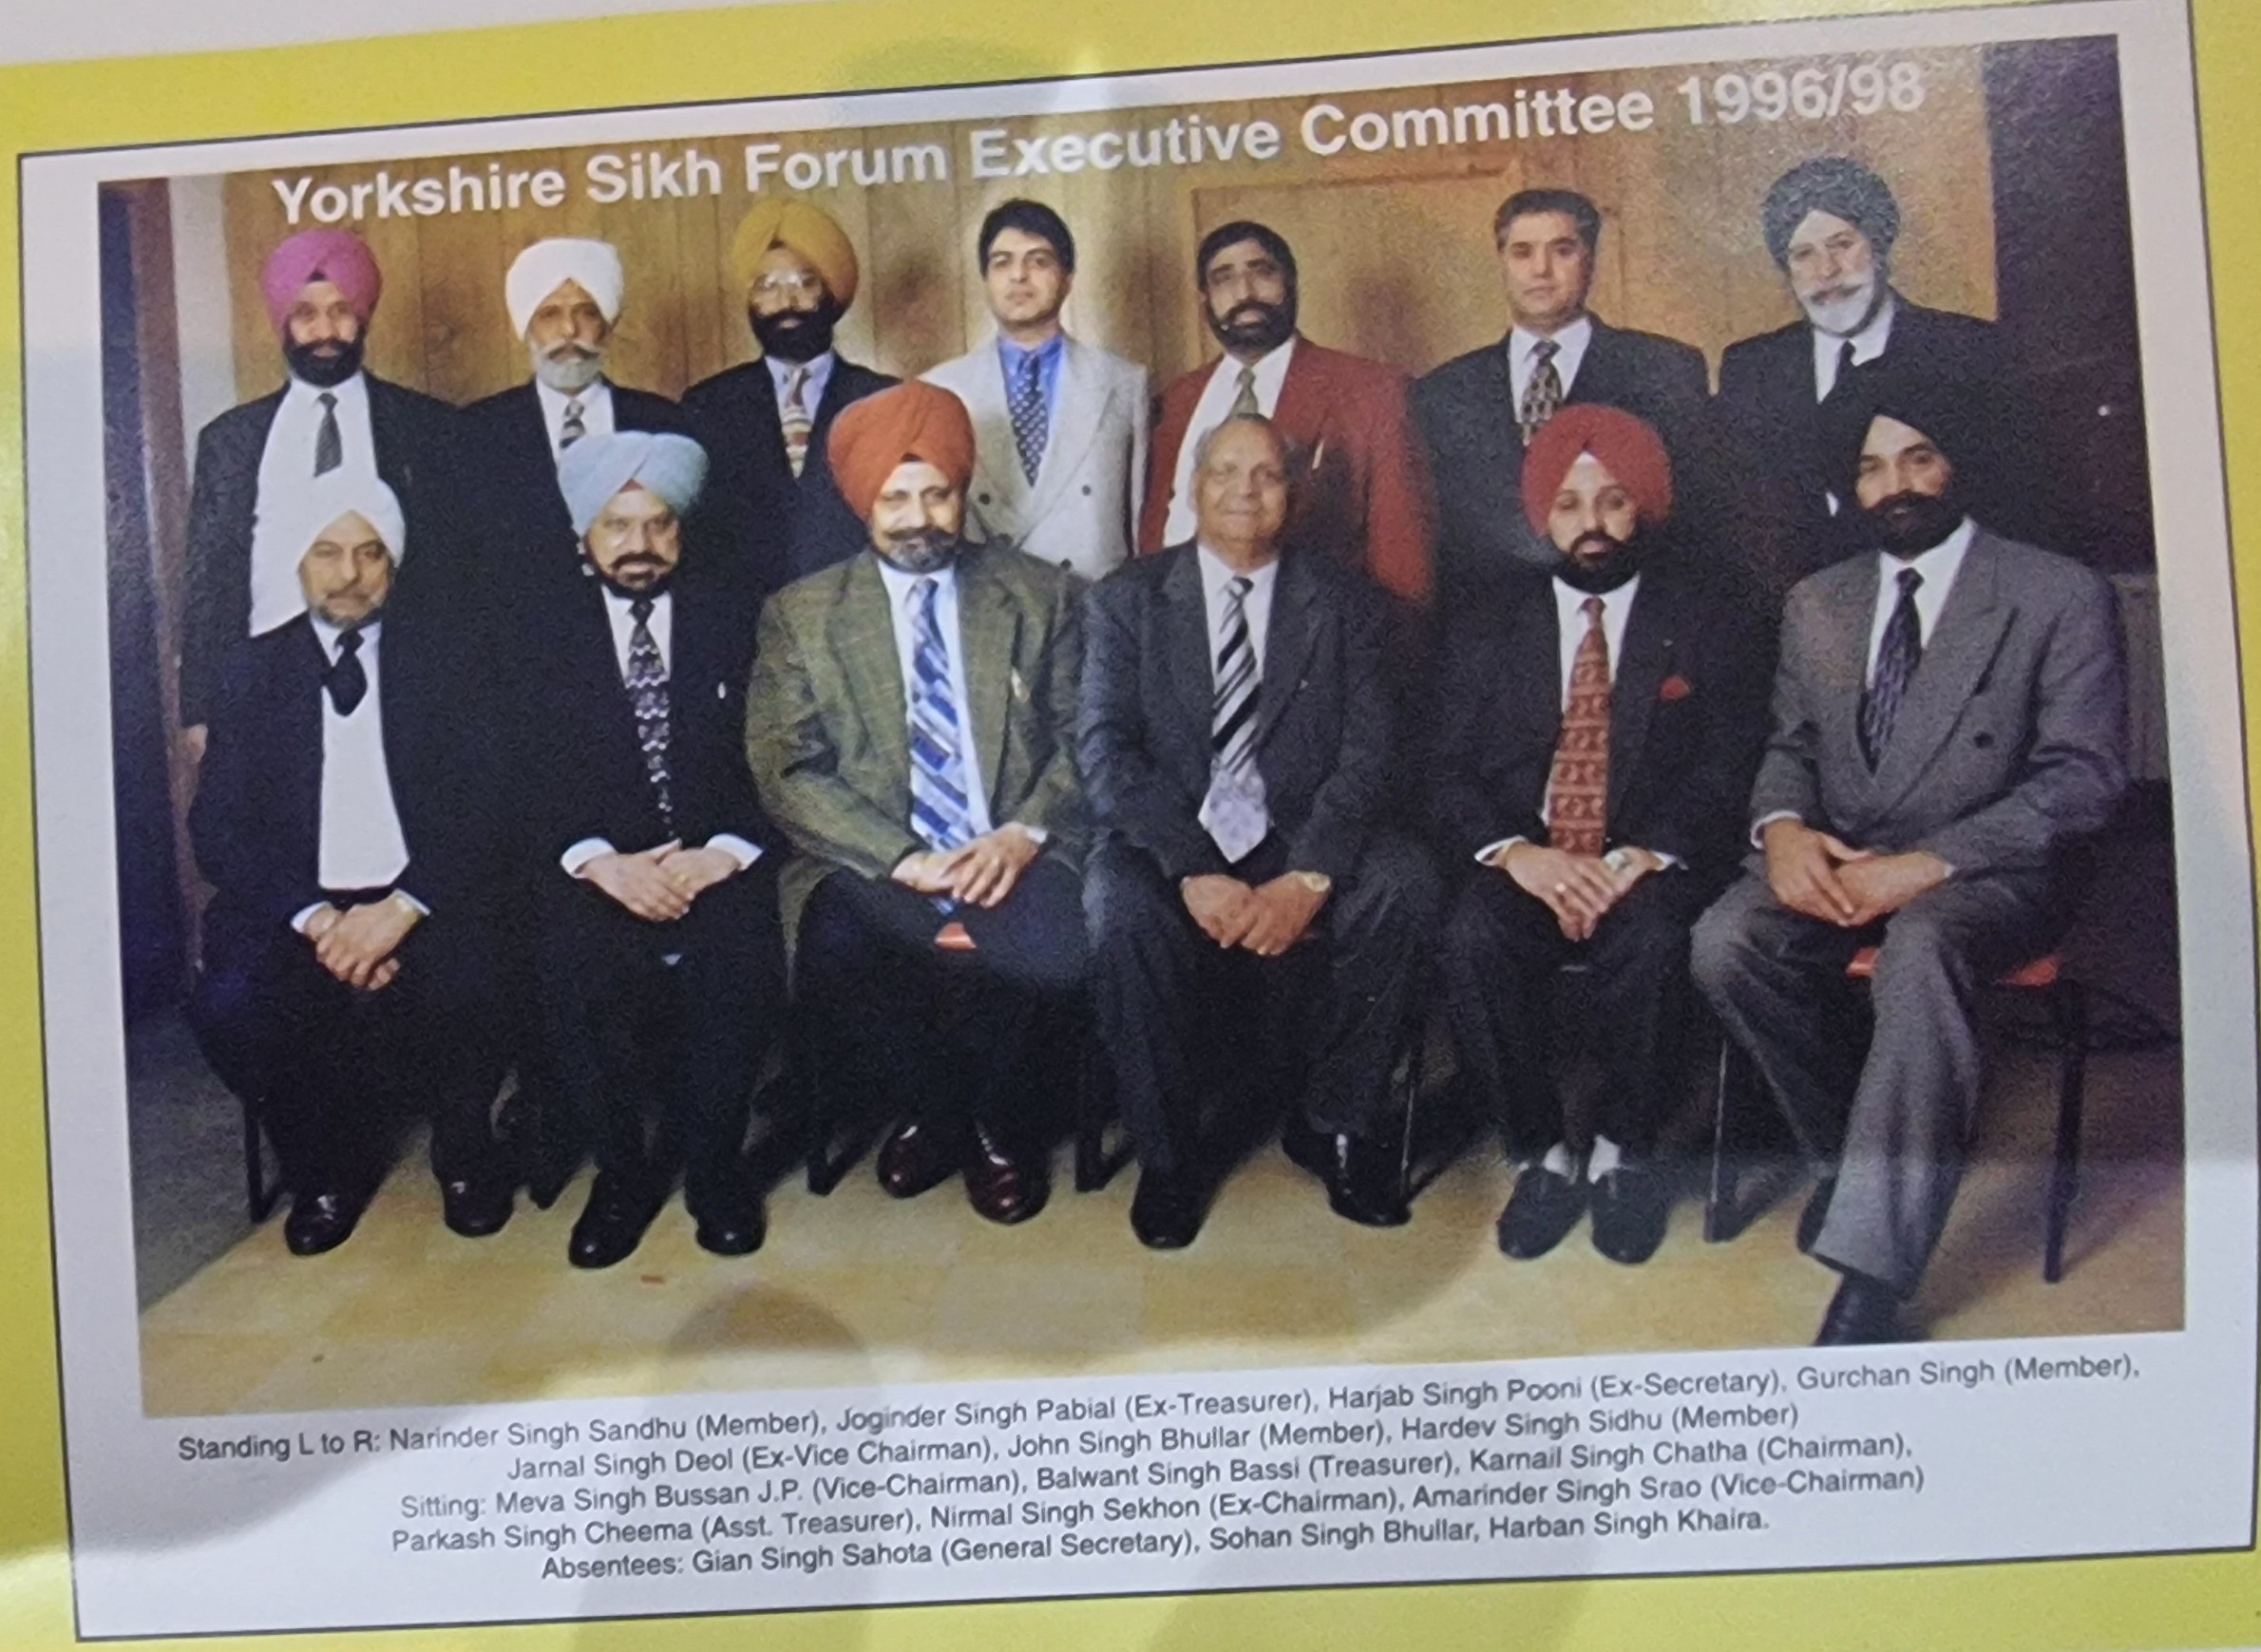 Yorkshire Sikh Forum Executive Committee 1996/98
Standing L to R: Narinder Singh Sandhu (Member), Joginder Singh Pabial (Ex-Treasurer), Harjab Singh Pooni (Ex-Secretary), Gurchan Singh (Member),
Jarnal Singh Deol (Ex-Vice Chairman), John Singh Bhullar (Member), Hardev Singh Sidhu (Member)
Sitting: Meva Singh Bussan J.P. (Vice-Chairman), Balwant Singh Bassi (Treasurer), Karnail Singh Chatha (Chairman),
Parkash Singh Cheema (Asst. Treasurer), Nirmal Singh Sekhon (Ex-Chairman), Amarinder Singh Srao (Vice-Chairman)
Absentees: Gian Singh Sahota (General Secretary), Sohan Singh Bhullar, Harban Singh Khaira.